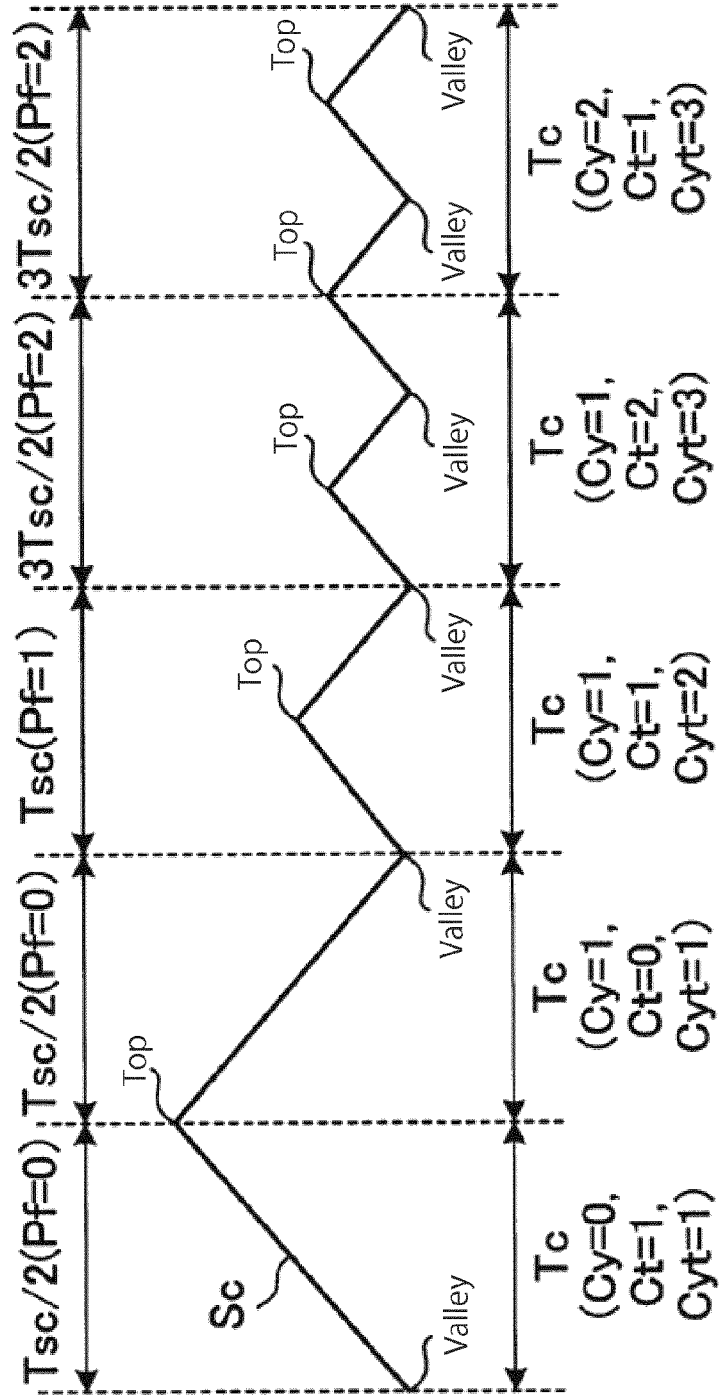 Tsc/2(Pf=0)
Tsc/2(Pf=0)
Tsc(Pf=1)
3Tsc/2(Pf=2)
3Tsc/2(Pf=2)
Top
Top
Top
Top
Top
Sc
Valley
Valley
Valley
Valley
Valley
Valley
Tc
(Cy=0,
Ct=1,
Cyt=1)
Tc
(Cy=1,
Ct=0,
Cyt=1)
Tc
(Cy=1,
Ct=1,
Cyt=2)
Tc
(Cy=1,
Ct=2,
Cyt=3)
Tc
(Cy=2,
Ct=1,
Cyt=3)